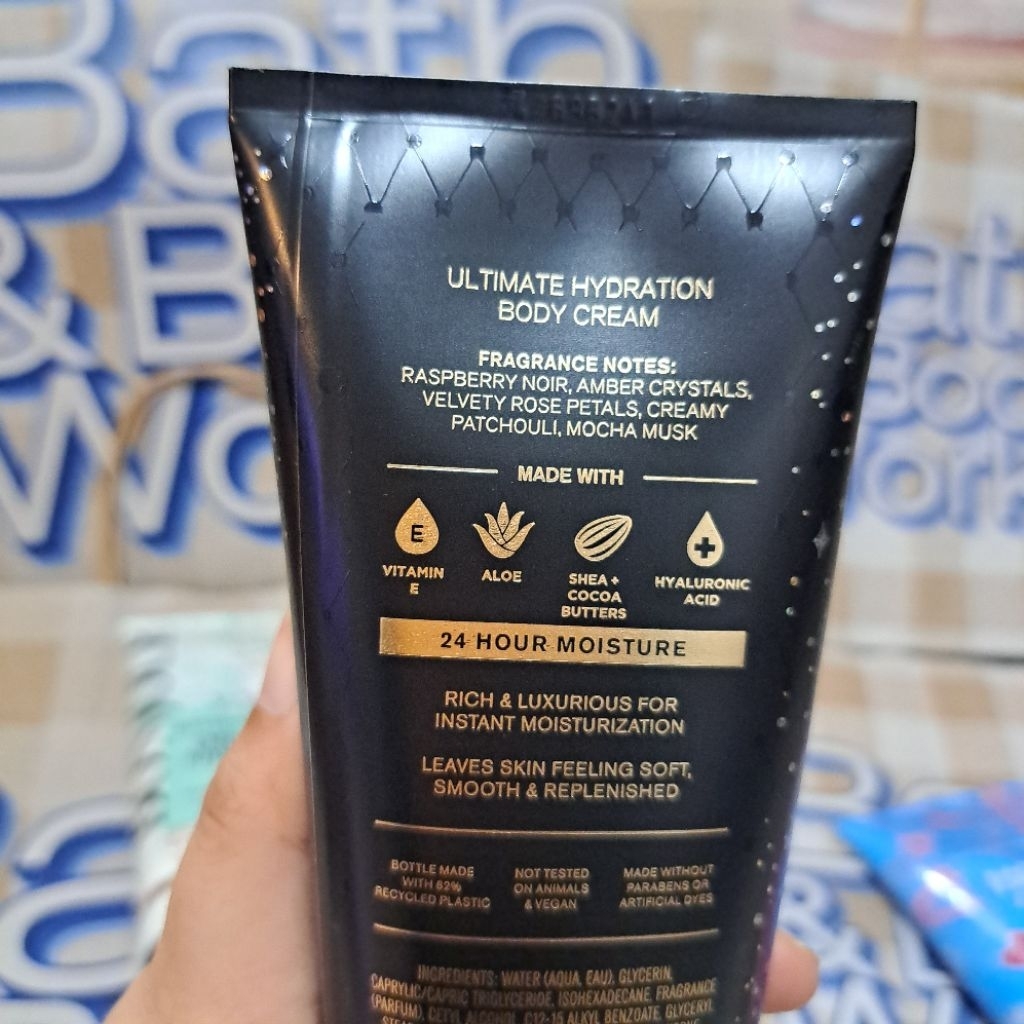 Bath
& B
Wo
ULTIMATE HYDRATION
BODY CREAM
FRAGRANCE NOTES:
RASPBERRY NOIR, AMBER CRYSTALS,
VELVETY ROSE PETALS, CREAMY
PATCHOULI, MOCHA MUSK
MADE WITH
E
VITAMIN
E
ALOE
SHEA +
COCOA
BUTTERS
HYALURONIC
ACID
24 HOUR MOISTURE
RICH & LUXURIOUS FOR
INSTANT MOISTURIZATION
LEAVES SKIN FEELING SOFT,
SMOOTH & REPLENISHED
BOTTLE MADE
WITH 62%
RECYCLED PLASTIC
NOT TESTED
ON ANIMALS
& VEGAN
MADE WITHOUT
PARABENS OR
ARTIFICIAL DYES
INGREDIENTS: WATER (AQUA, EAU), GLYCERIN,
CAPRYLIC/CAPRIC TRIGLYCERIDE, ISOHEXADECANE, FRAGRANCE
(PARFUM), CETYL ALCOHOL, C12-15 ALKYL BENZOATE, GLYCERYL